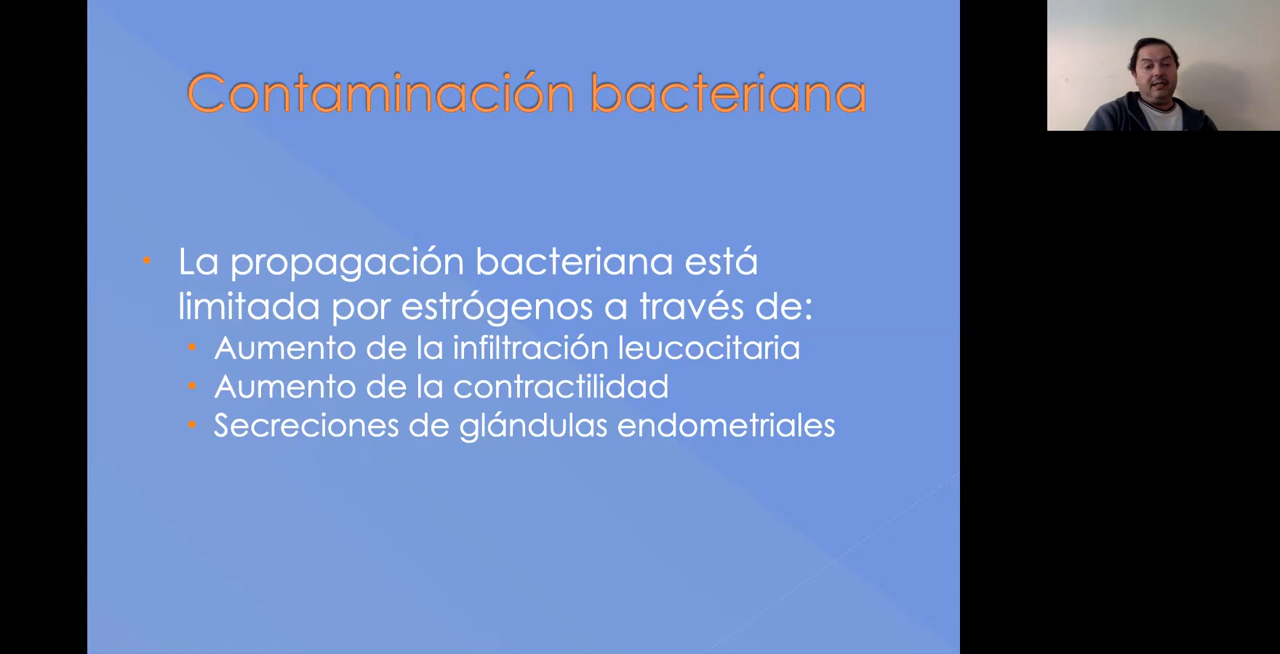 Contaminación bacteriana
• La propagación bacteriana está
limitada por estrógenos a través de:
• Aumento de la infiltración leucocitaria
• Aumento de la contractilidad
• Secreciones de glándulas endometriales